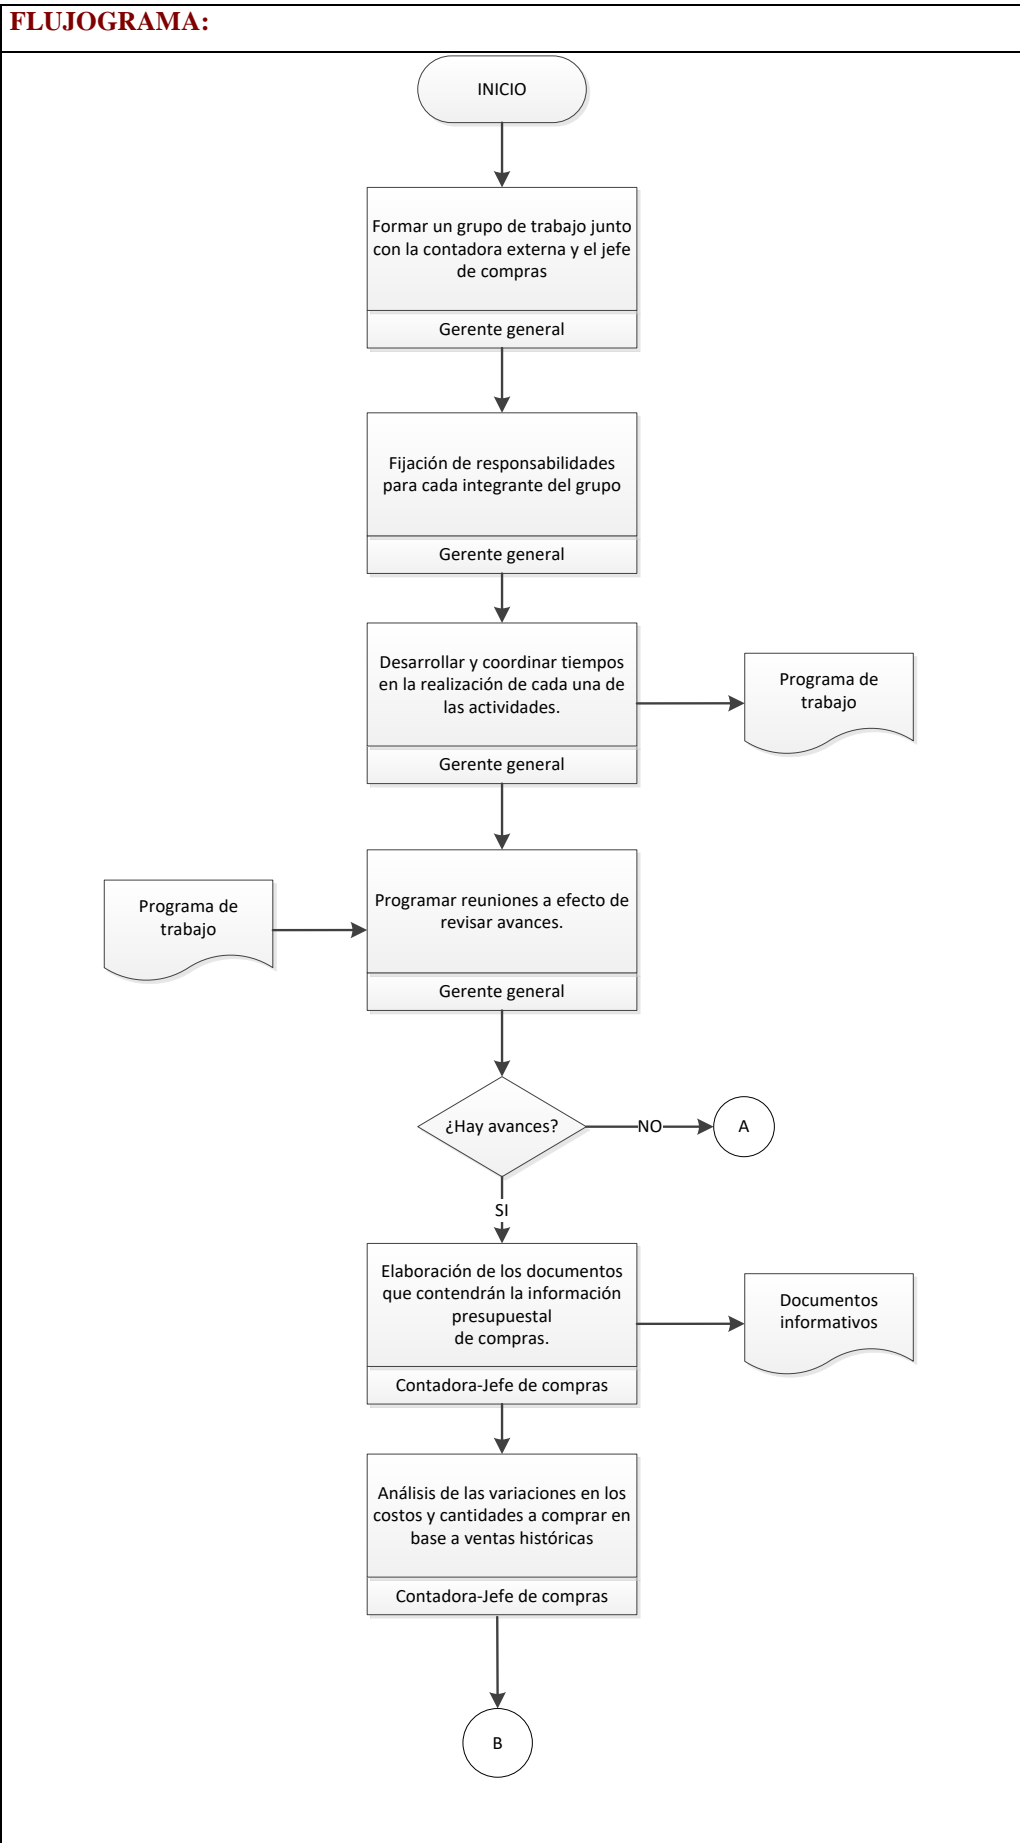 FLUJOGRAMA:
INICIO
Formar un grupo de trabajo junto
con la contadora externa y el jefe
de compras
Gerente general
Fijación de responsabilidades
para cada integrante del grupo
Gerente general
Desarrollar y coordinar tiempos
en la realización de cada una de
las actividades.
Gerente general
Programa de
trabajo
Programa de
trabajo
Programar reuniones a efecto de
revisar avances.
Gerente general
¿Hay avances?
NO
A
SI
Elaboración de los documentos
que contendrán la información
presupuestal
de compras.
Contadora-Jefe de compras
Documentos
informativos
Análisis de las variaciones en los
costos y cantidades a comprar en
base a ventas históricas
Contadora-Jefe de compras
B